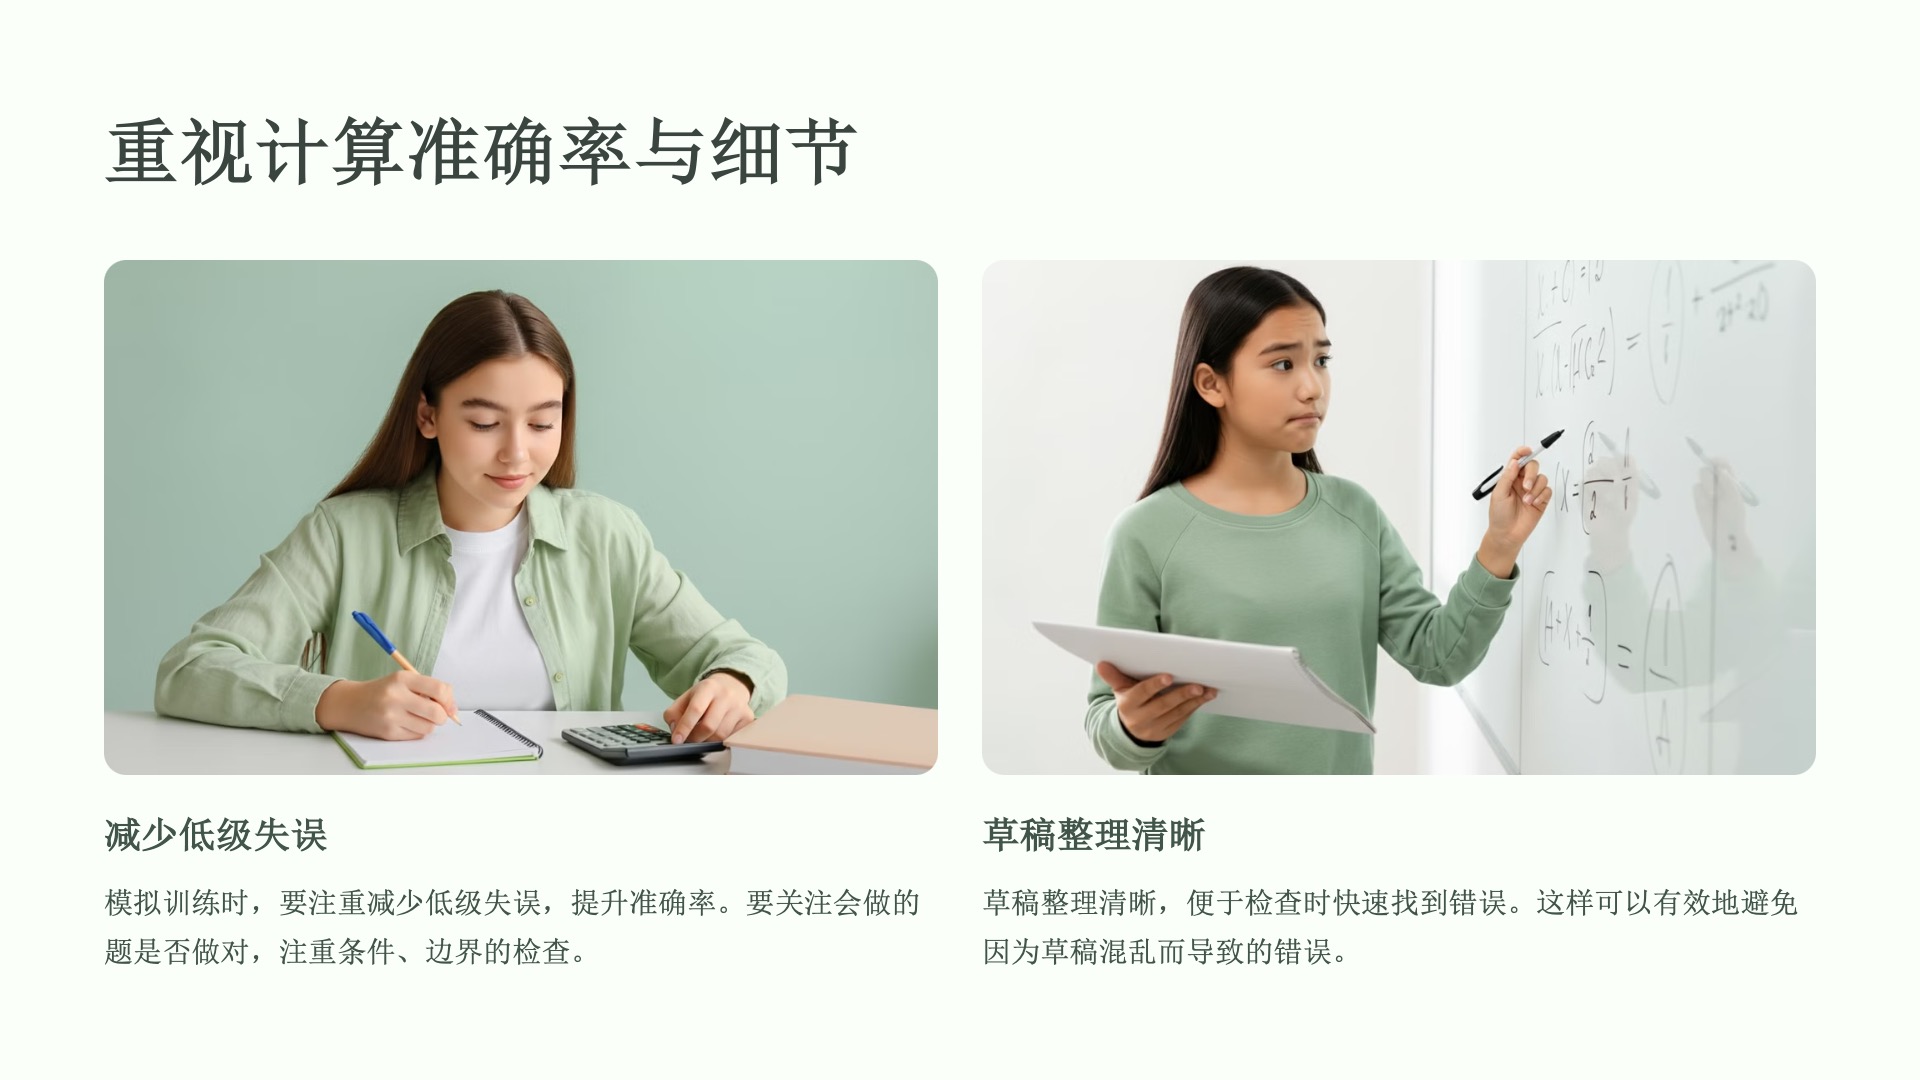 重视计算准确率与细节
减少低级失误
模拟训练时，要注重减少低级失误，提升准确率。要关注会做的
题是否做对，注重条件、边界的检查。
草稿整理清晰
草稿整理清晰，便于检查时快速找到错误。这样可以有效地避免
因为草稿混乱而导致的错误。